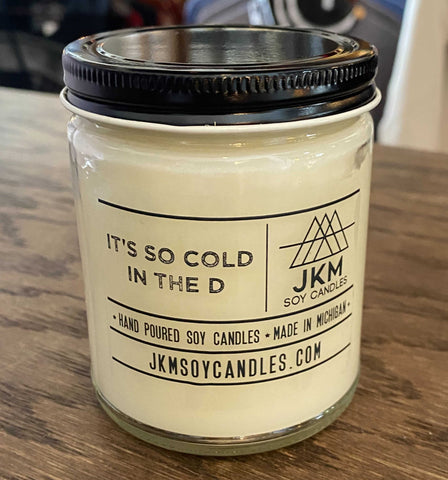 IT'S SO COLD
IN THE D
JKM
SOY CANDLES
• HAND POURED SOY CANDLES • MADE IN MICHIGAN •
JKMSOYCANDLES.COM